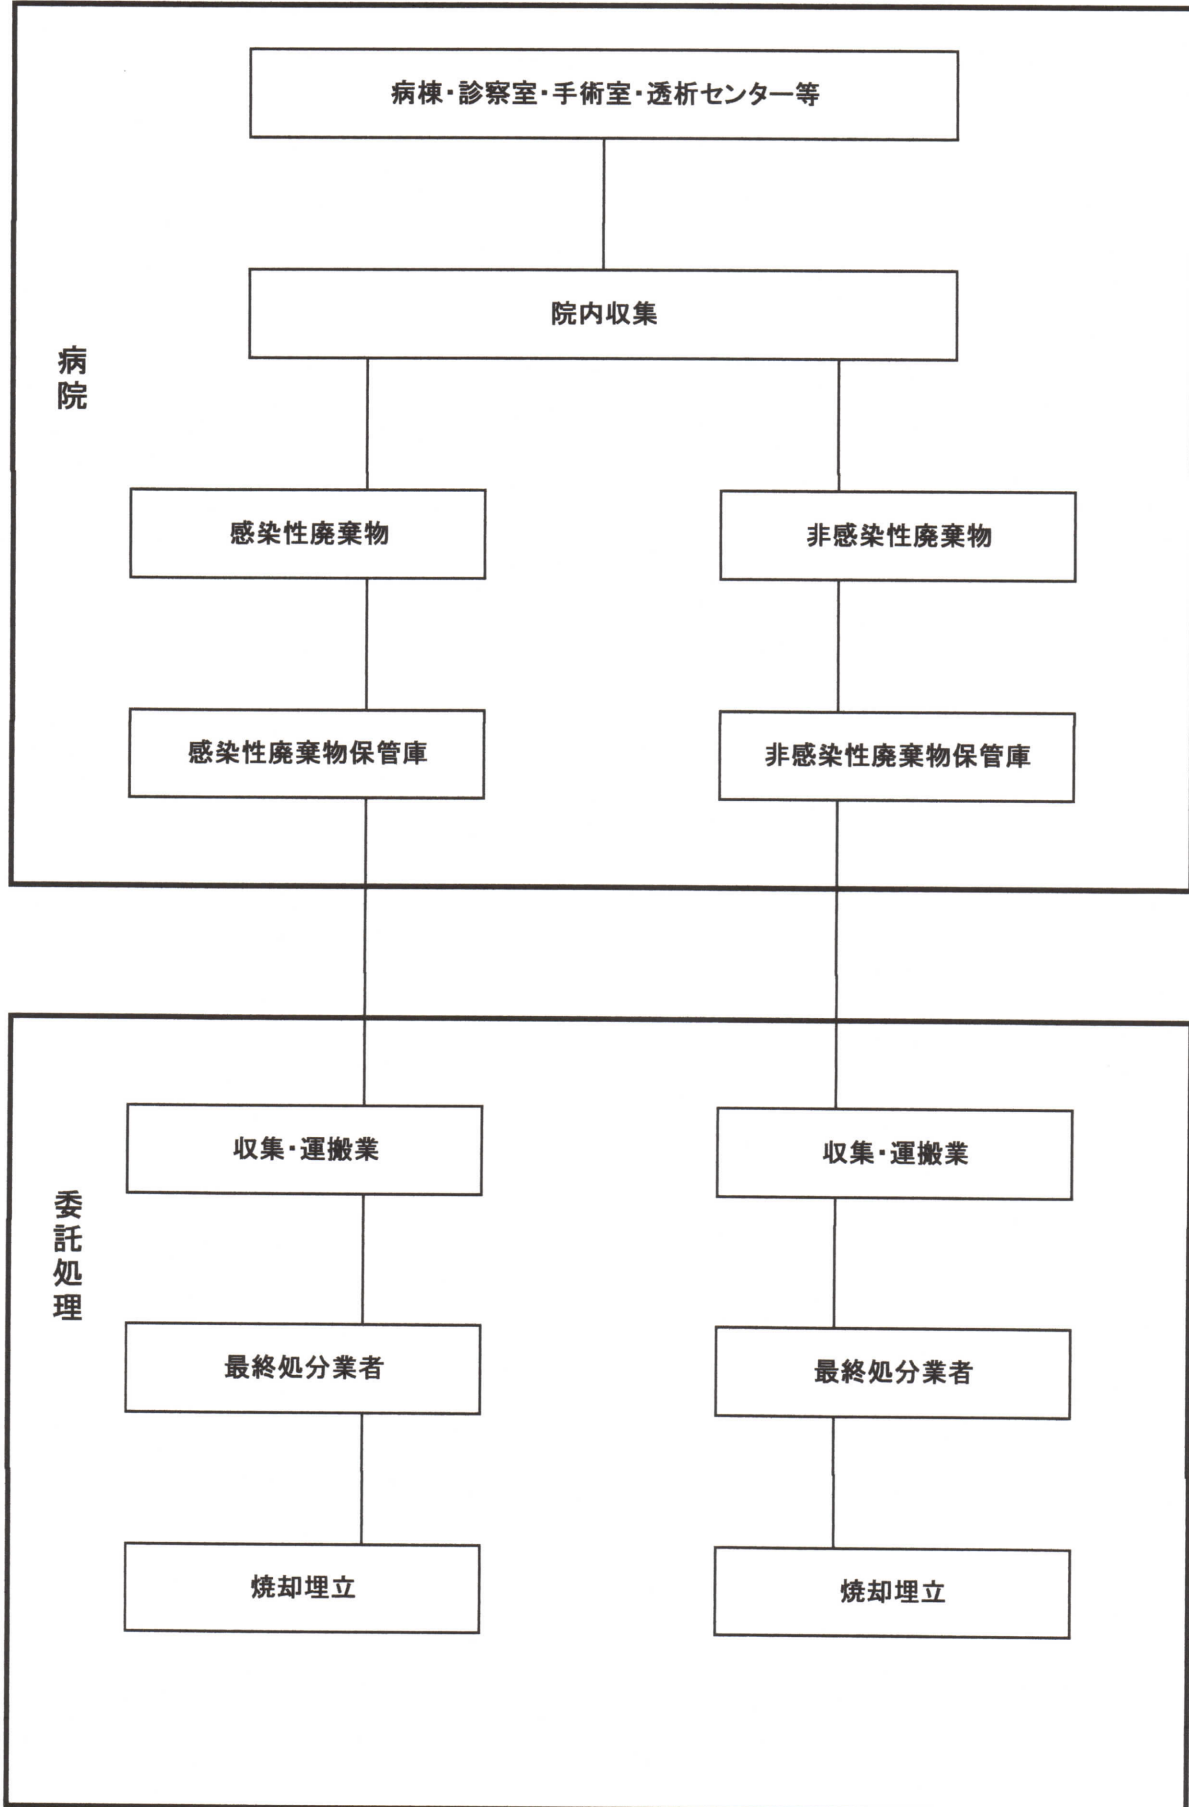 病棟・診察室・手術室・透析センター等
院内収集
病院
感染性廃棄物
非感染性廃棄物
感染性廃棄物保管庫
非感染性廃棄物保管庫
収集・運搬業
収集・運搬業
委託処理
最終処分業者
最終処分業者
焼却埋立
焼却埋立